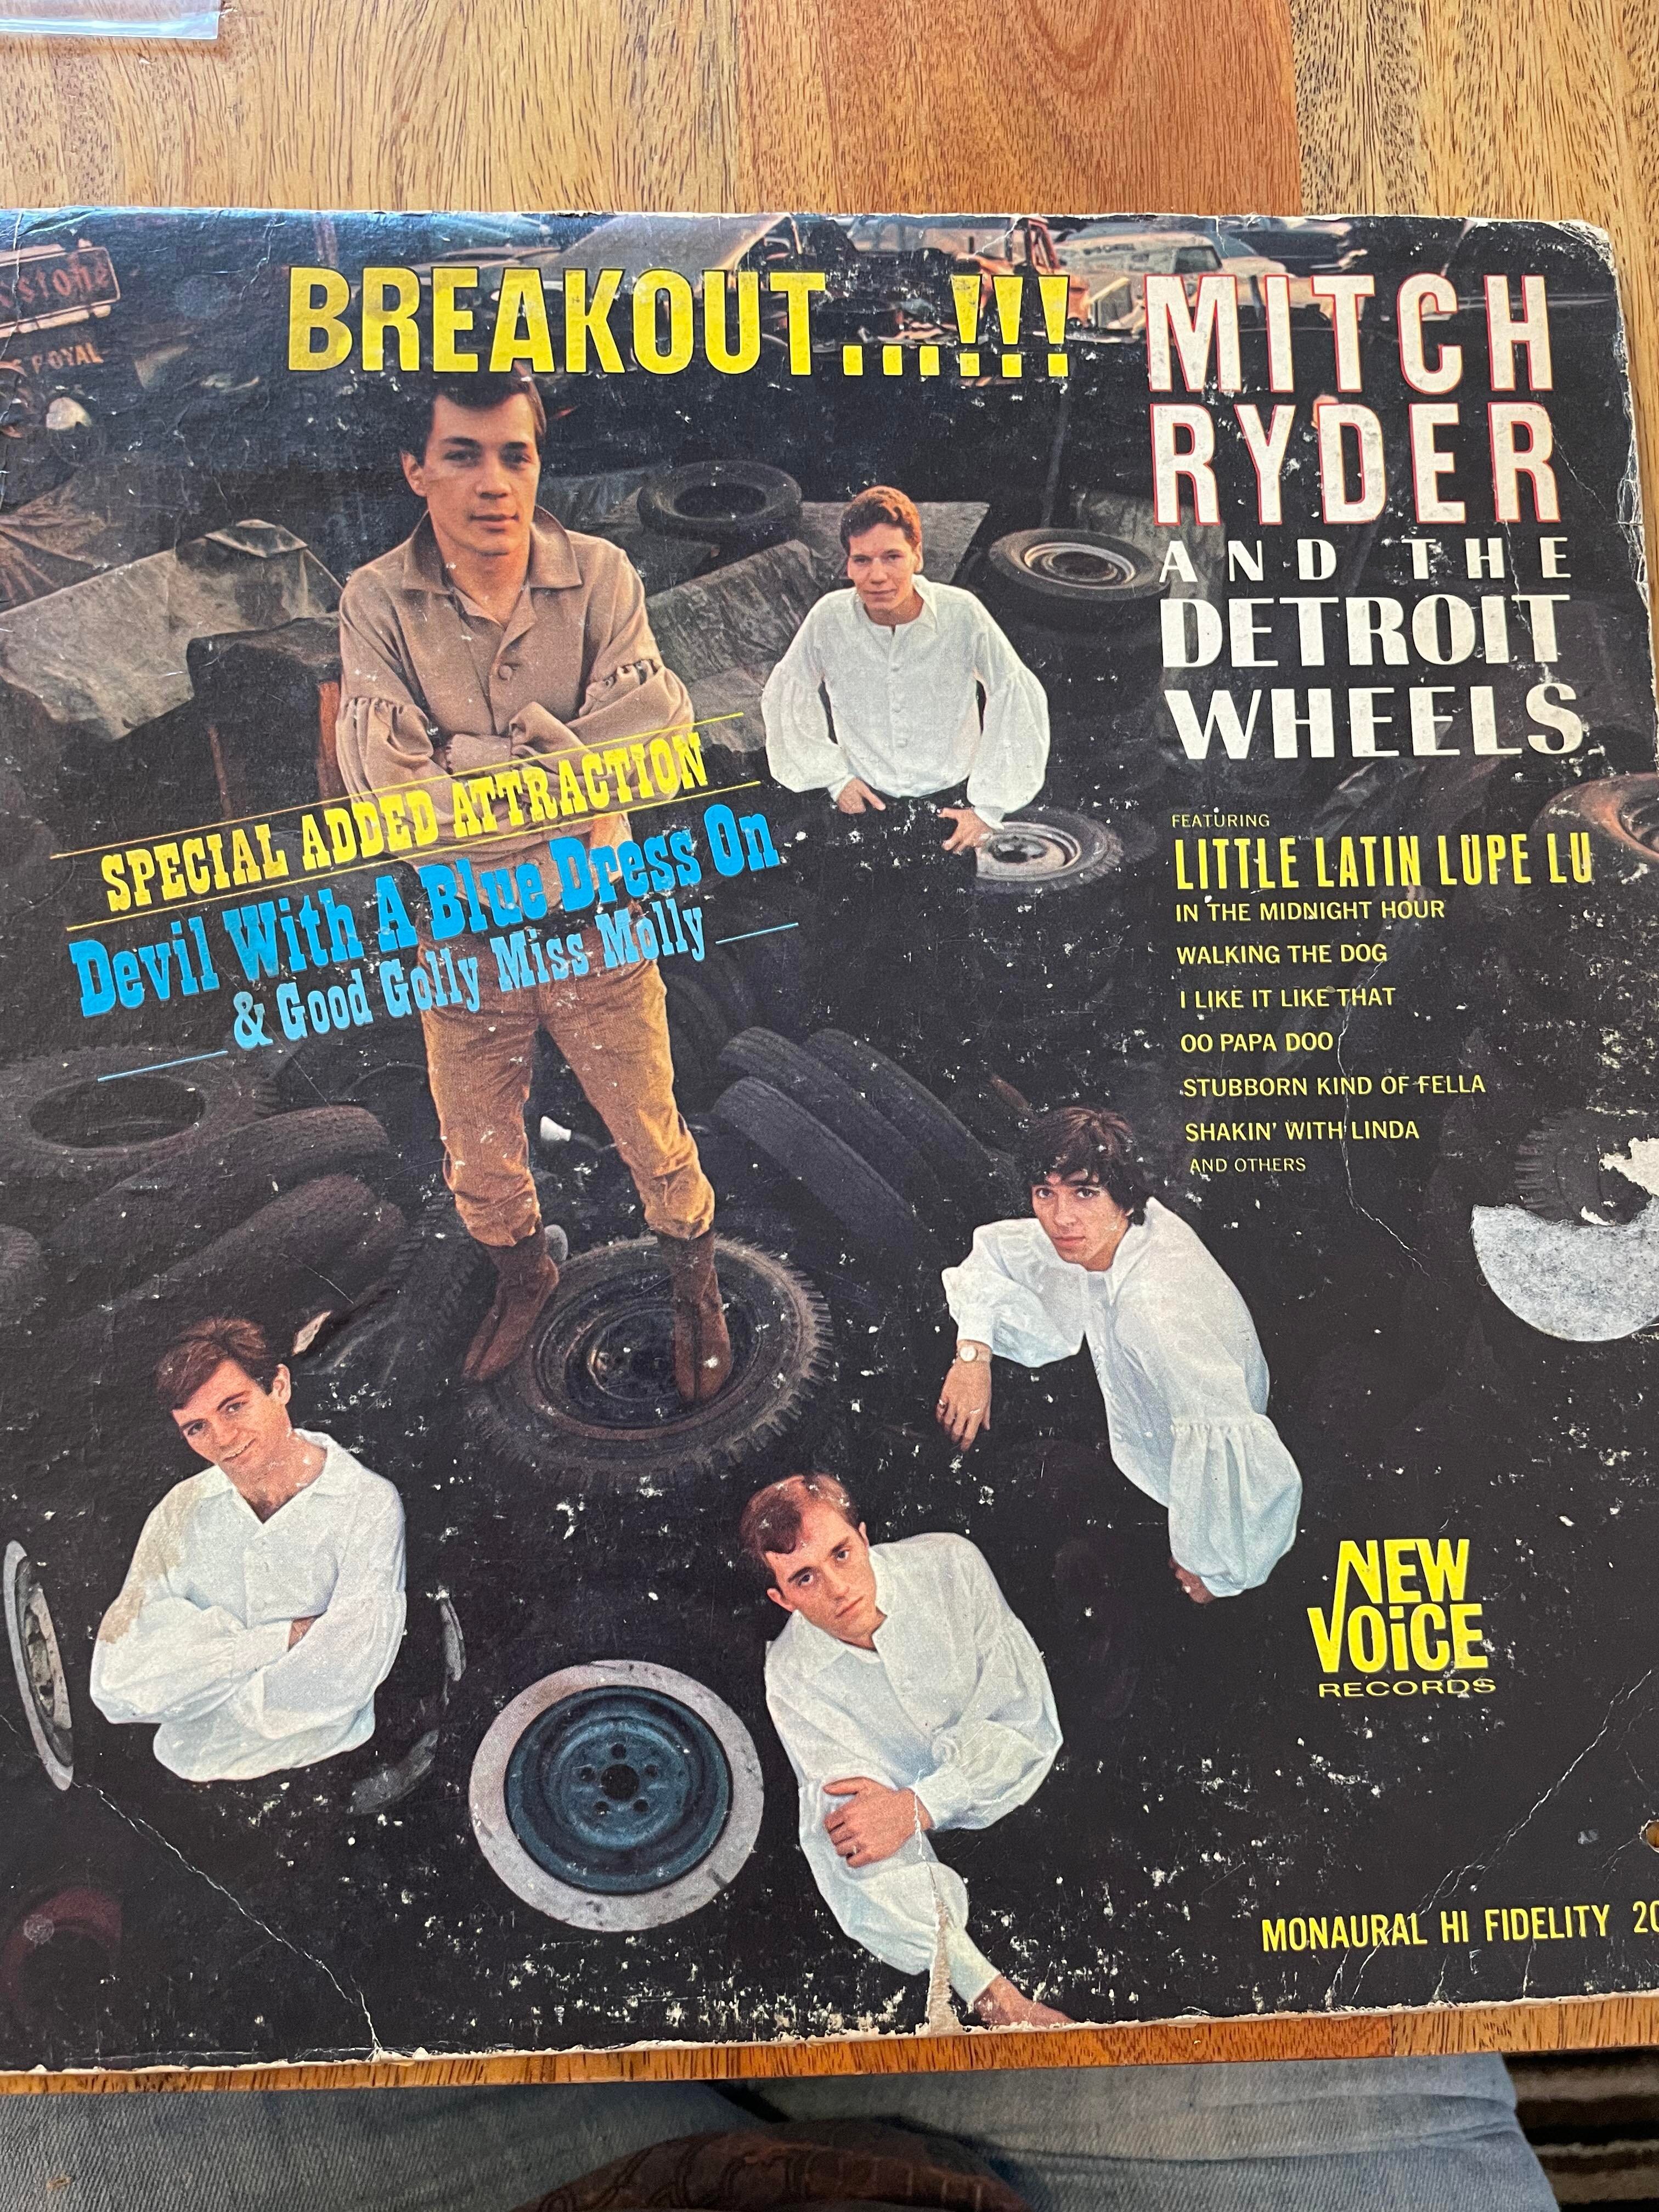 BREAKOUT...!!!
MITCH
RYDER
AND THE
DETROIT
WHEELS
SPECIAL ADDED ATTRACTION
Devil With A Blue Dress On
& Good Golly Miss Molly
FEATURING
LITTLE LATIN LUPE LU
IN THE MIDNIGHT HOUR
WALKING THE DOG
I LIKE IT LIKE THAT
OO PAPA DOO
STUBBORN KIND OF FELLA
SHAKIN' WITH LINDA
AND OTHERS
NEW
VOiCE
RECORDS
MONAURAL HI FIDELITY 20
ROYAL